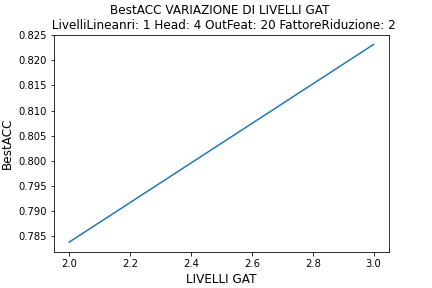 BestACC VARIAZIONE DI LIVELLI GAT
LivelliLineanri: 1 Head: 4 OutFeat: 20 FattoreRiduzione: 2
0.825
0.820
0.815
0.810
0.805
0.800
0.795
0.790
0.785
BestACC
2.0 2.2 2.4 2.6 2.8 3.0
LIVELLI GAT